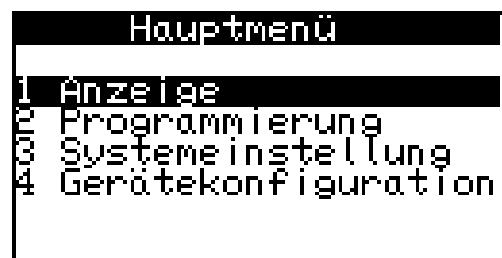 Hauptmenü
1 Anzeige
2 Programmierung
3 Systemeinstellung
4 Gerätekonfiguration